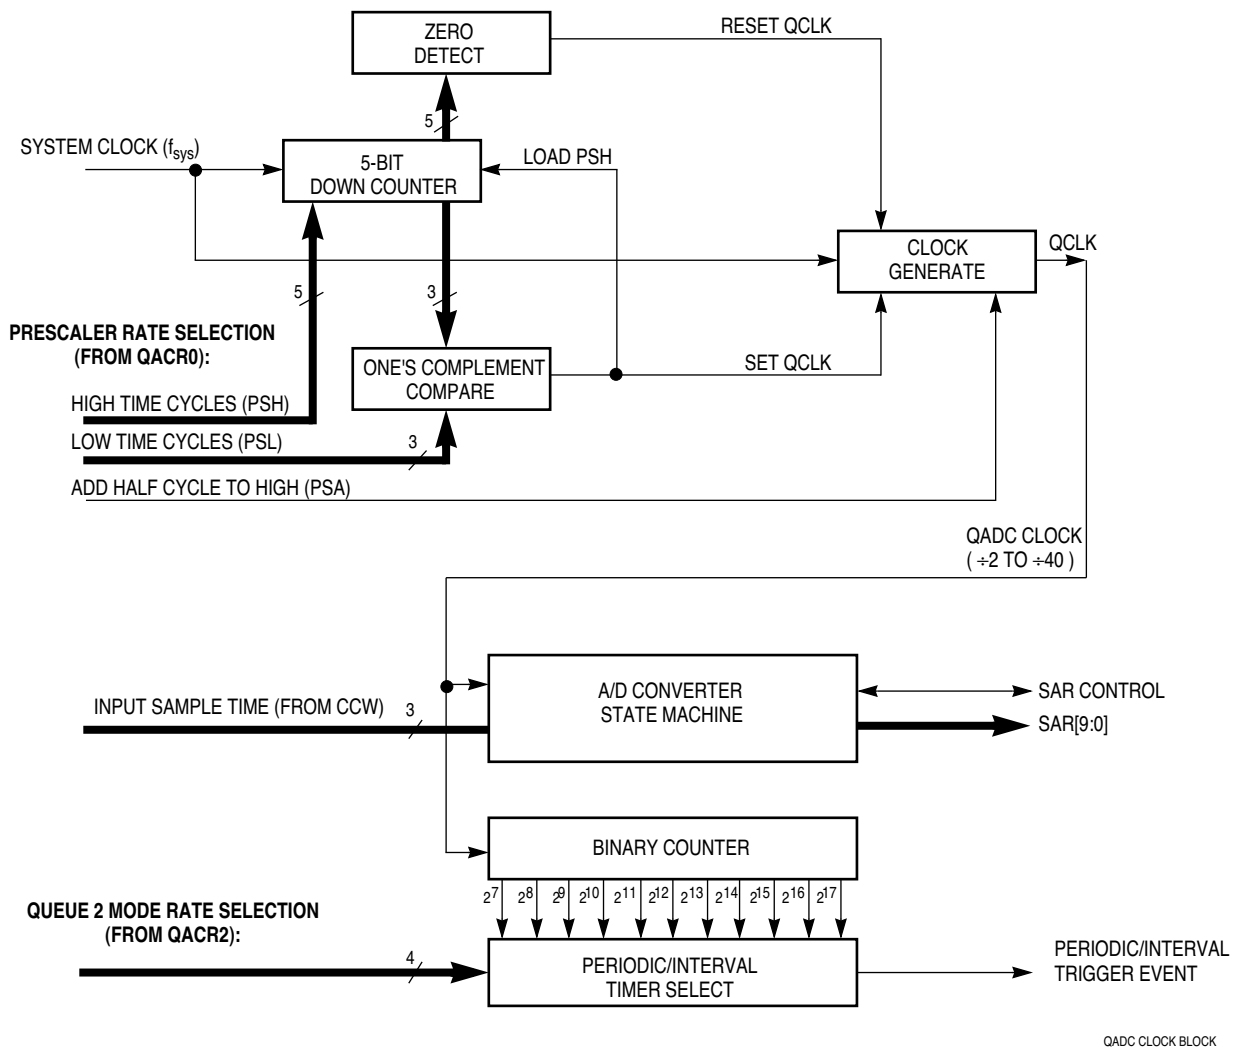 ZERO
DETECT
RESET QCLK
5
SYSTEM CLOCK (fsys)
5-BIT
DOWN COUNTER
LOAD PSH
CLOCK
GENERATE
QCLK
5
3
PRESCALER RATE SELECTION
(FROM QACR0):
ONE'S COMPLEMENT
COMPARE
SET QCLK
HIGH TIME CYCLES (PSH)
LOW TIME CYCLES (PSL)
3
ADD HALF CYCLE TO HIGH (PSA)
QADC CLOCK
( ÷2 TO ÷40 )
INPUT SAMPLE TIME (FROM CCW)
3
A/D CONVERTER
STATE MACHINE
SAR CONTROL
SAR[9:0]
BINARY COUNTER
2^7 2^8 2^9 2^10 2^11 2^12 2^13 2^14 2^15 2^16 2^17
QUEUE 2 MODE RATE SELECTION
(FROM QACR2):
4
PERIODIC/INTERVAL
TIMER SELECT
PERIODIC/INTERVAL
TRIGGER EVENT
QADC CLOCK BLOCK